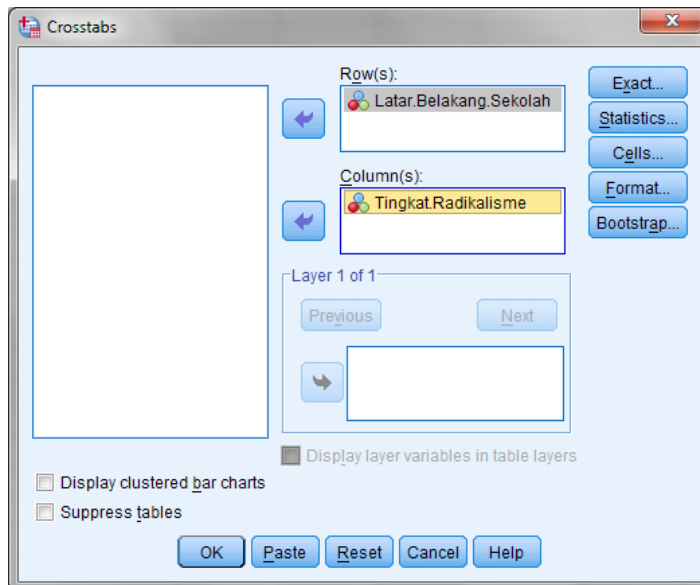 Crosstabs
Row(s):
Latar.Belakang.Sekolah
Column(s):
Tingkat.Radikalisme
Layer 1 of 1
Previous
Next
Display layer variables in table layers
Exact...
Statistics...
Cells...
Format...
Bootstrap...
Display clustered bar charts
Suppress tables
OK
Paste
Reset
Cancel
Help